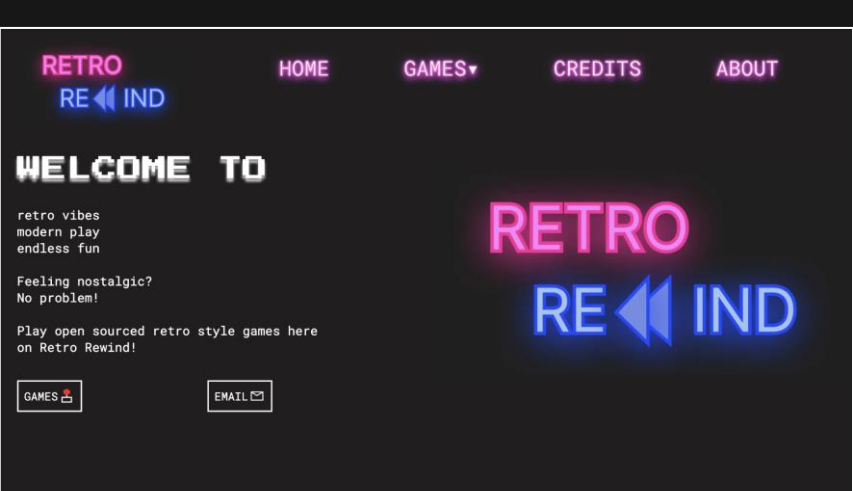 RETRO
RE IND
HOME
GAMES▾
CREDITS
ABOUT
WELCOME TO
retro vibes
modern play
endless fun
Feeling nostalgic?
No problem!
Play open sourced retro style games here
on Retro Rewind!
GAMES
EMAIL
RETRO
RE IND